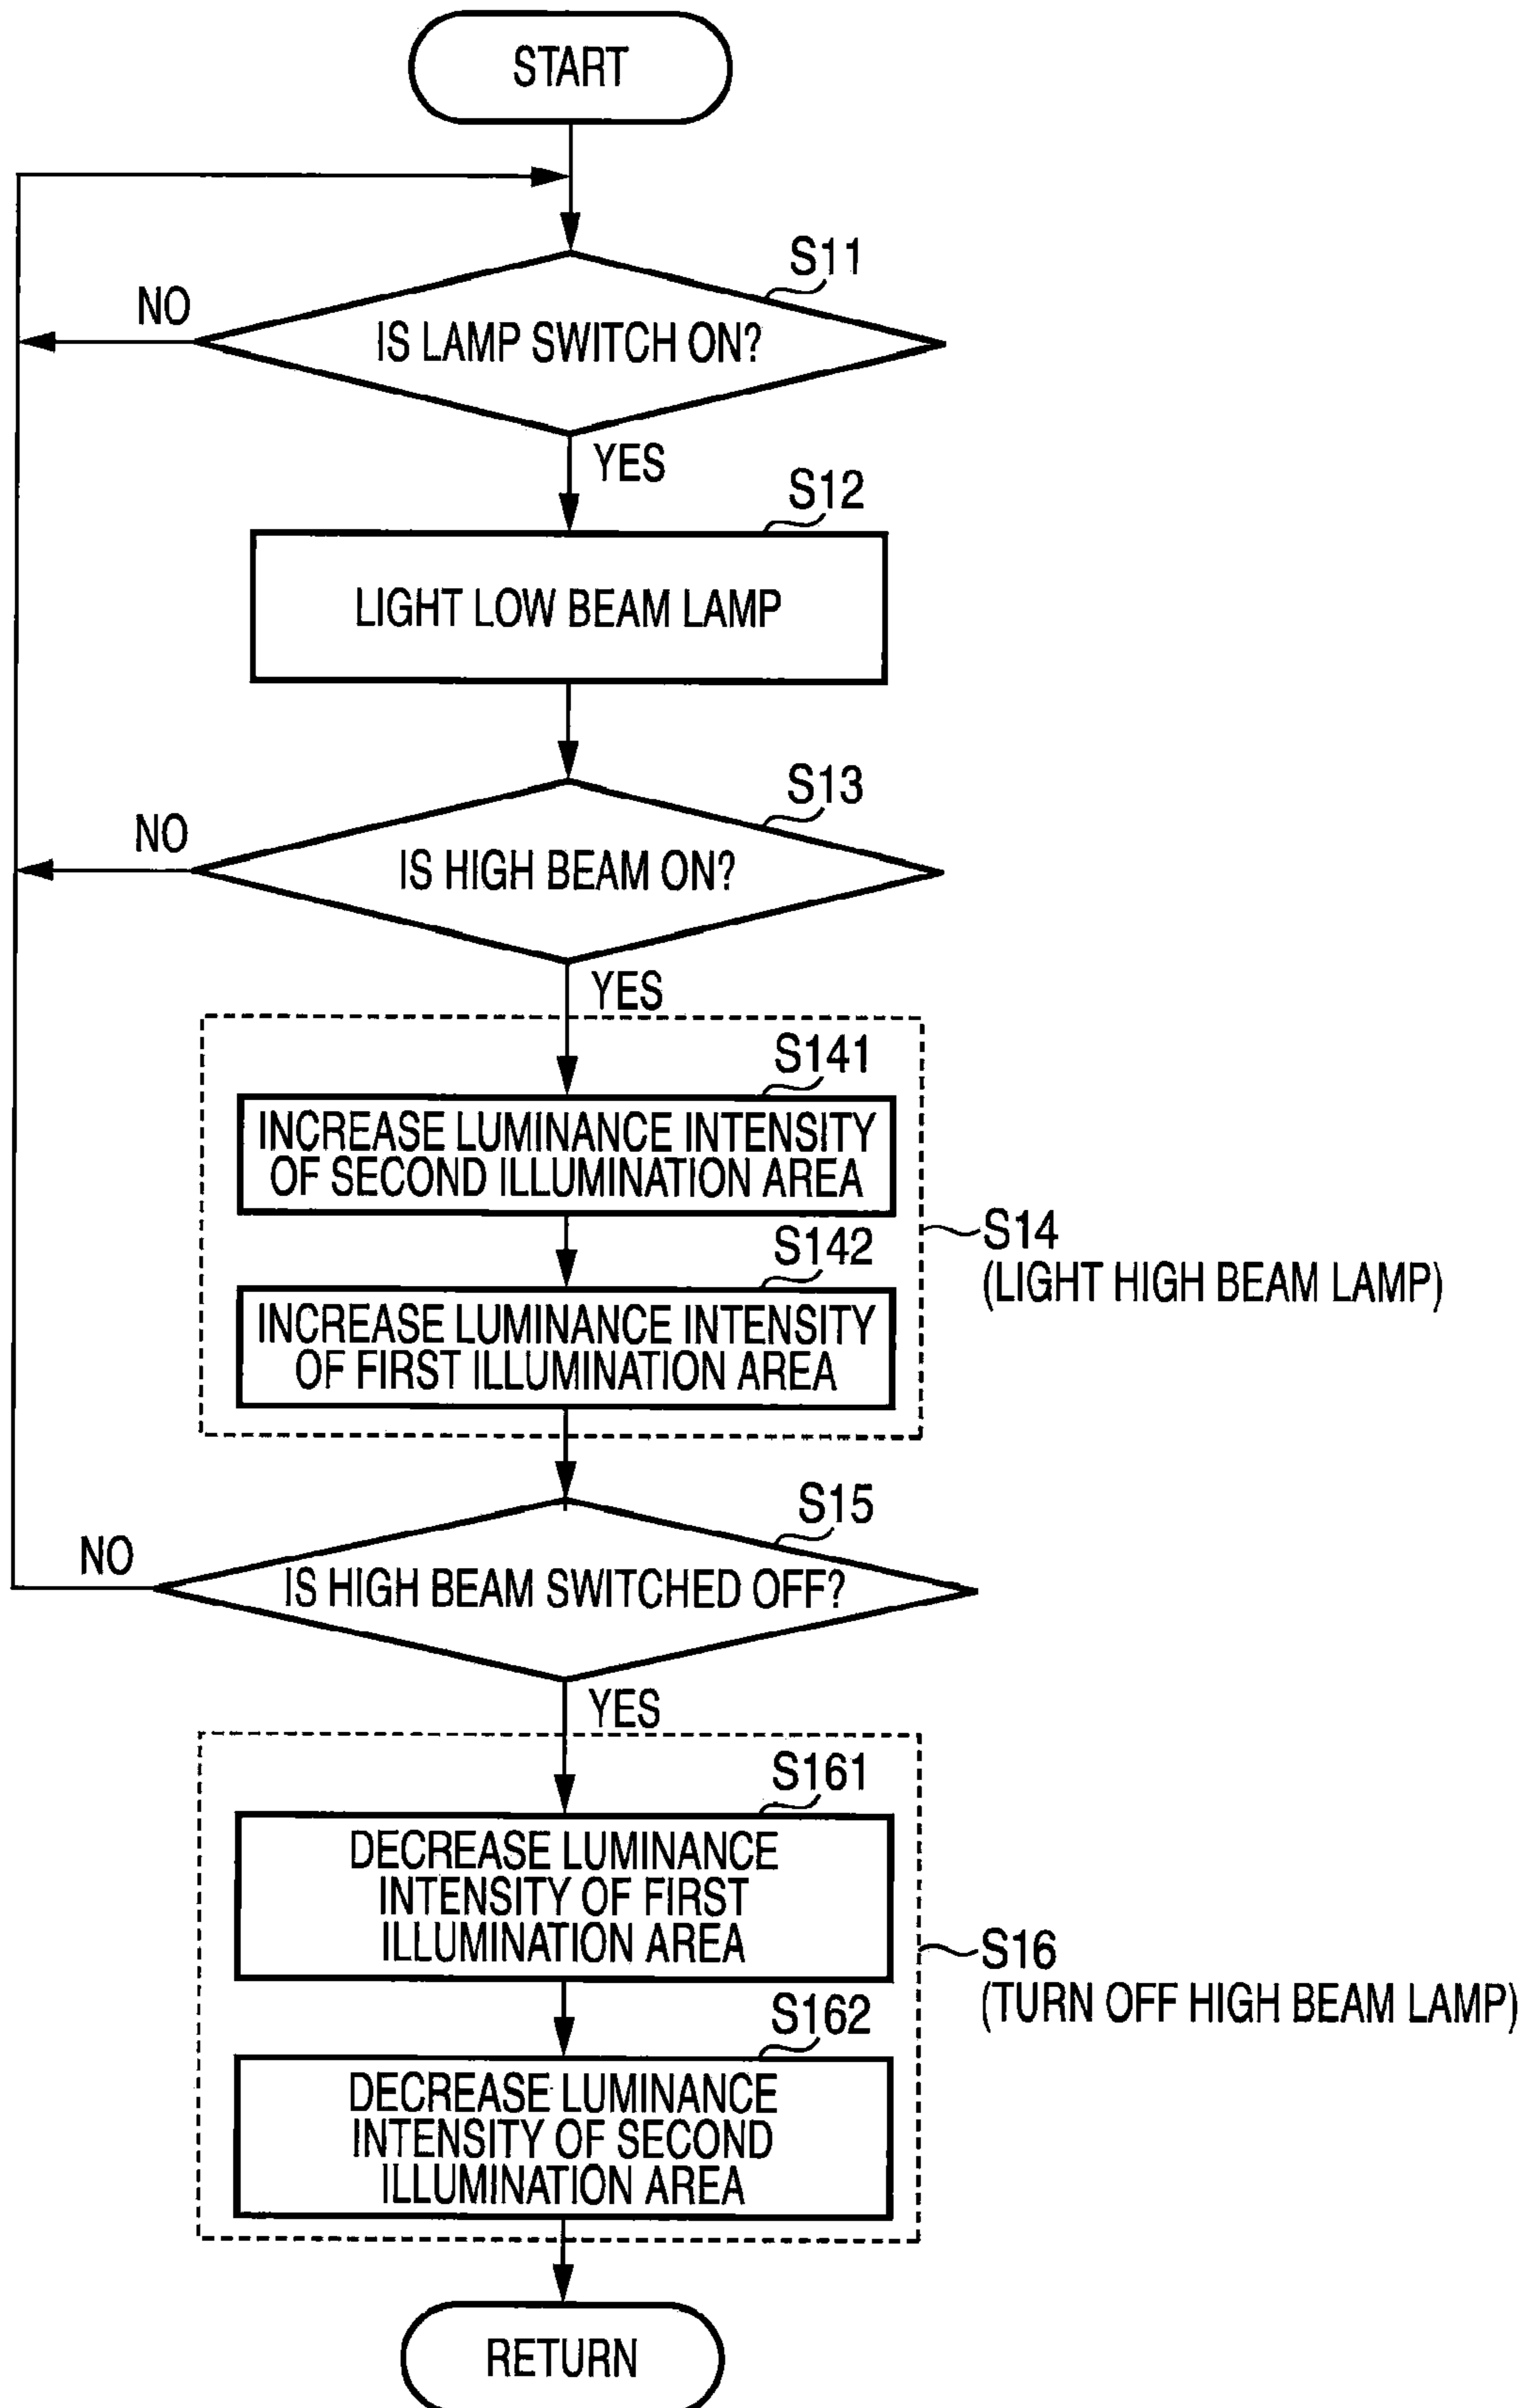 START
S11
NO
IS LAMP SWITCH ON?
YES
S12
LIGHT LOW BEAM LAMP
S13
NO
IS HIGH BEAM ON?
YES
S141
INCREASE LUMINANCE INTENSITY
OF SECOND ILLUMINATION AREA
S14
(LIGHT HIGH BEAM LAMP)
S142
INCREASE LUMINANCE INTENSITY
OF FIRST ILLUMINATION AREA
S15
NO
IS HIGH BEAM SWITCHED OFF?
YES
S161
DECREASE LUMINANCE
INTENSITY OF FIRST
ILLUMINATION AREA
S16
(TURN OFF HIGH BEAM LAMP)
S162
DECREASE LUMINANCE
INTENSITY OF SECOND
ILLUMINATION AREA
RETURN